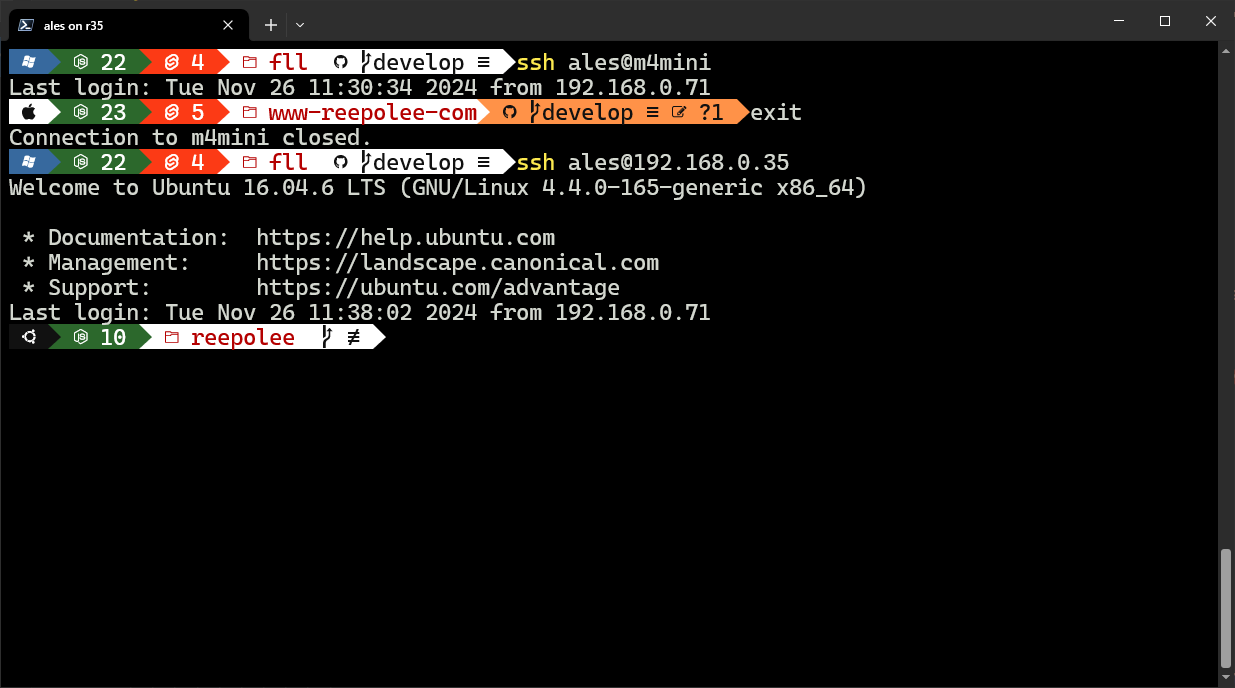 ales on r35
22 4 fll develop ≡ ssh ales@m4mini
Last login: Tue Nov 26 11:30:34 2024 from 192.168.0.71
23 5 www-reepolee-com develop ≡ ?1 exit
Connection to m4mini closed.
22 4 fll develop ≡ ssh ales@192.168.0.35
Welcome to Ubuntu 16.04.6 LTS (GNU/Linux 4.4.0-165-generic x86_64)
* Documentation: https://help.ubuntu.com
* Management: https://landscape.canonical.com
* Support: https://ubuntu.com/advantage
Last login: Tue Nov 26 11:38:02 2024 from 192.168.0.71
10 reepolee ≢